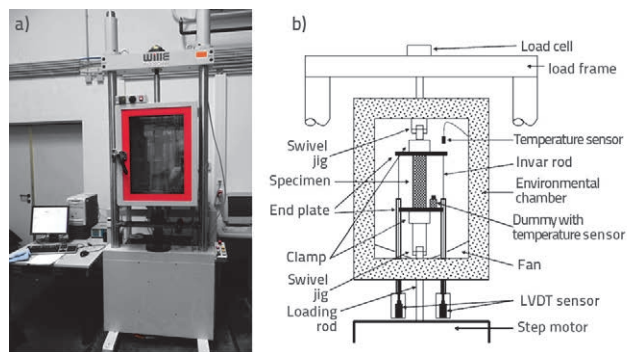 a)
WILLE
b)
Load cell
load frame
Swivel
jig
Temperature sensor
Invar rod
Specimen
Environmental
chamber
End plate
Dummy with
temperature sensor
Clamp
Fan
Swivel
jig
LVDT sensor
Loading
rod
Step motor